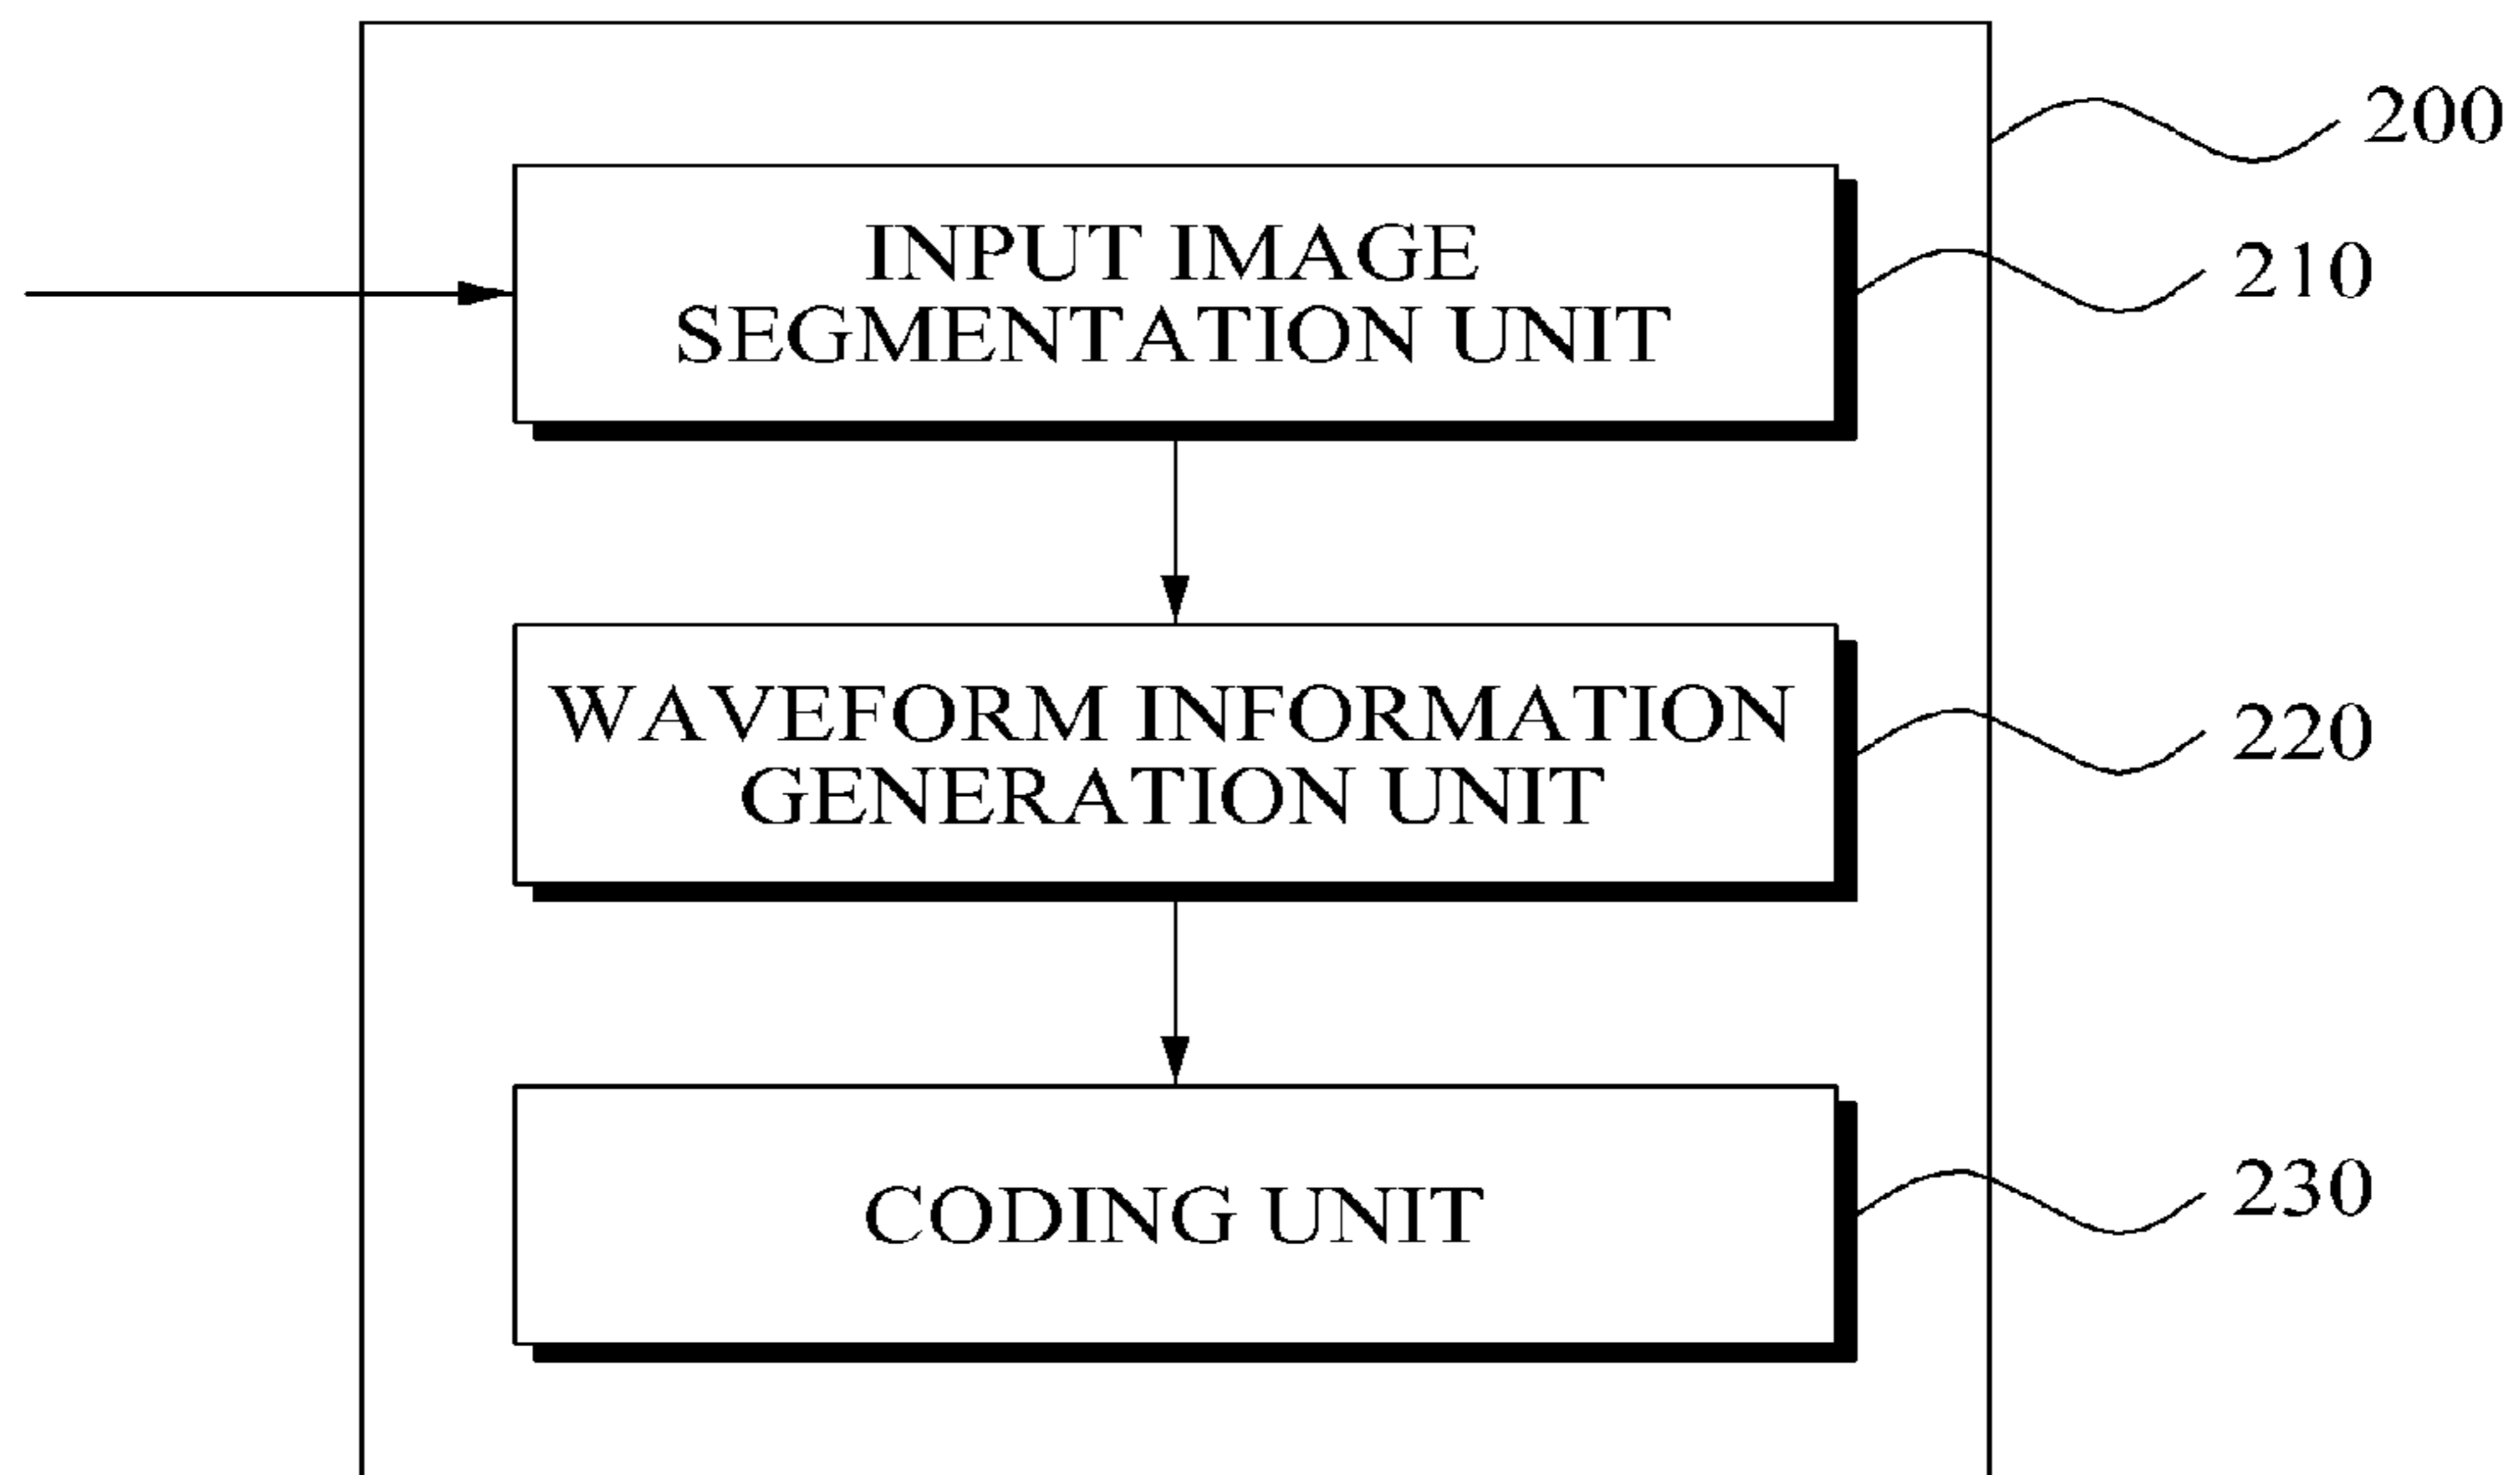 200
INPUT IMAGE
SEGMENTATION UNIT
210
WAVEFORM INFORMATION
GENERATION UNIT
220
CODING UNIT
230